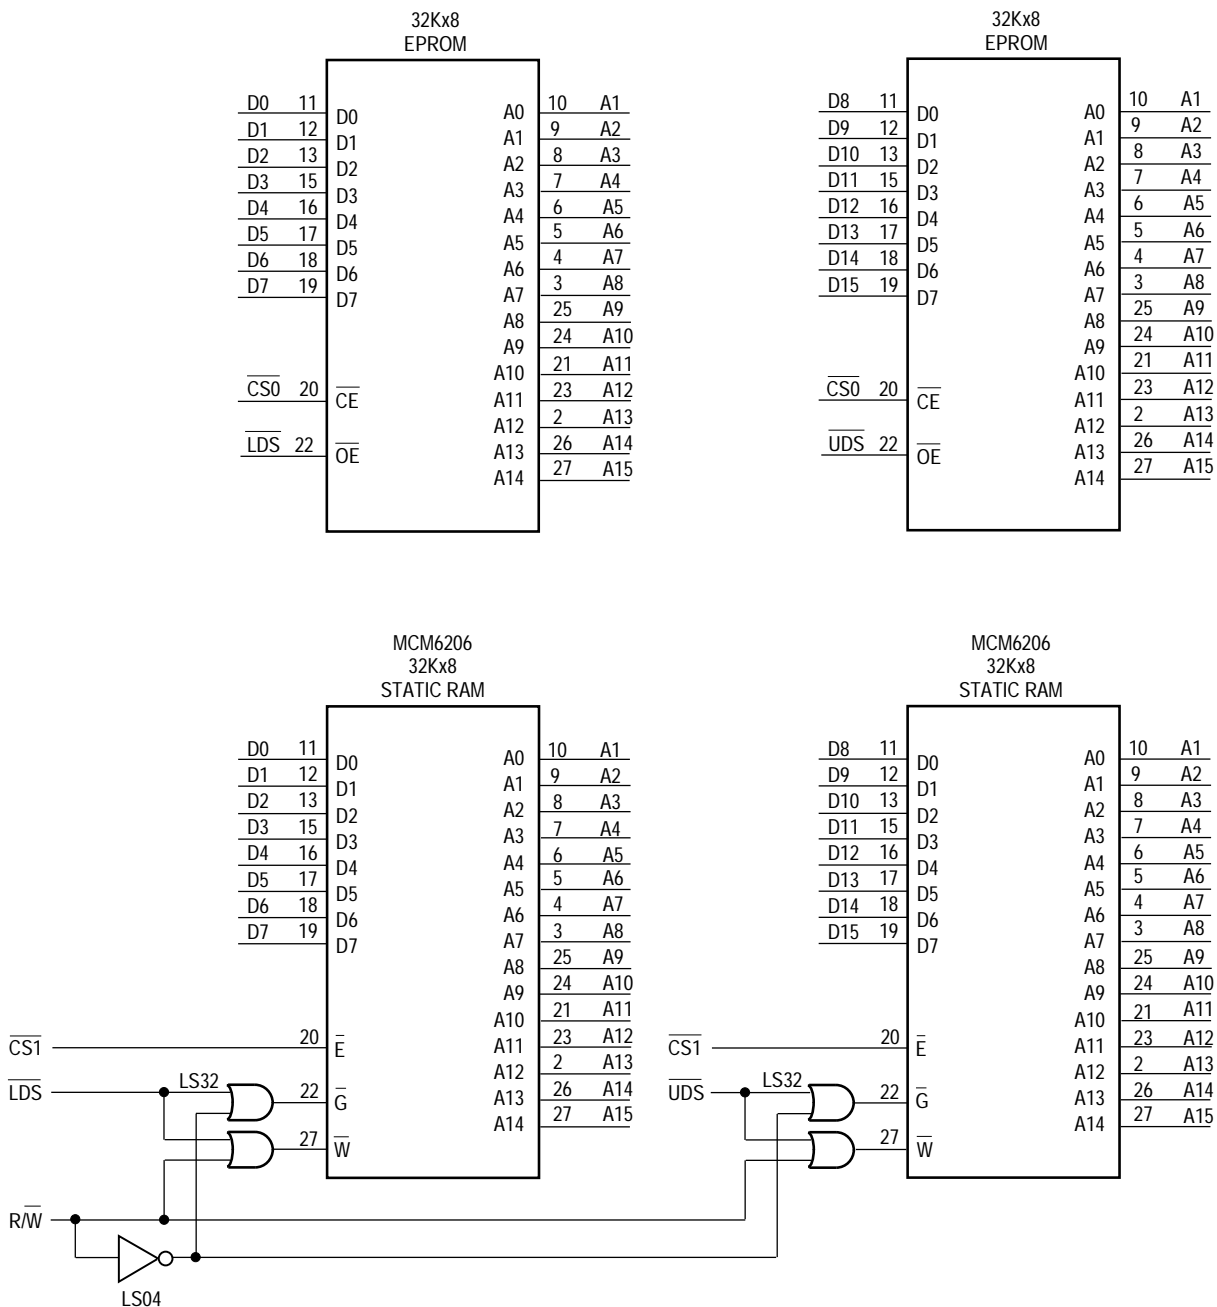 32Kx8
EPROM
D0 11 D0
D1 12 D1
D2 13 D2
D3 15 D3
D4 16 D4
D5 17 D5
D6 18 D6
D7 19 D7
CS0 20 CE
LDS 22 OE
A0 10 A1
A1 9 A2
A2 8 A3
A3 7 A4
A4 6 A5
A5 5 A6
A6 4 A7
A7 3 A8
A8 25 A9
A9 24 A10
A10 21 A11
A11 23 A12
A12 2 A13
A13 26 A14
A14 27 A15
32Kx8
EPROM
D8 11 D0
D9 12 D1
D10 13 D2
D11 15 D3
D12 16 D4
D13 17 D5
D14 18 D6
D15 19 D7
CS0 20 CE
UDS 22 OE
A0 10 A1
A1 9 A2
A2 8 A3
A3 7 A4
A4 6 A5
A5 5 A6
A6 4 A7
A7 3 A8
A8 25 A9
A9 24 A10
A10 21 A11
A11 23 A12
A12 2 A13
A13 26 A14
A14 27 A15
MCM6206
32Kx8
STATIC RAM
D0 11 D0
D1 12 D1
D2 13 D2
D3 15 D3
D4 16 D4
D5 17 D5
D6 18 D6
D7 19 D7
CS1 20 E
LDS LS32 22 G
27 W
R/W
LS04
A0 10 A1
A1 9 A2
A2 8 A3
A3 7 A4
A4 6 A5
A5 5 A6
A6 4 A7
A7 3 A8
A8 25 A9
A9 24 A10
A10 21 A11
A11 23 A12
A12 2 A13
A13 26 A14
A14 27 A15
MCM6206
32Kx8
STATIC RAM
D8 11 D0
D9 12 D1
D10 13 D2
D11 15 D3
D12 16 D4
D13 17 D5
D14 18 D6
D15 19 D7
CS1 20 E
UDS LS32 22 G
27 W
A0 10 A1
A1 9 A2
A2 8 A3
A3 7 A4
A4 6 A5
A5 5 A6
A6 4 A7
A7 3 A8
A8 25 A9
A9 24 A10
A10 21 A11
A11 23 A12
A12 2 A13
A13 26 A14
A14 27 A15